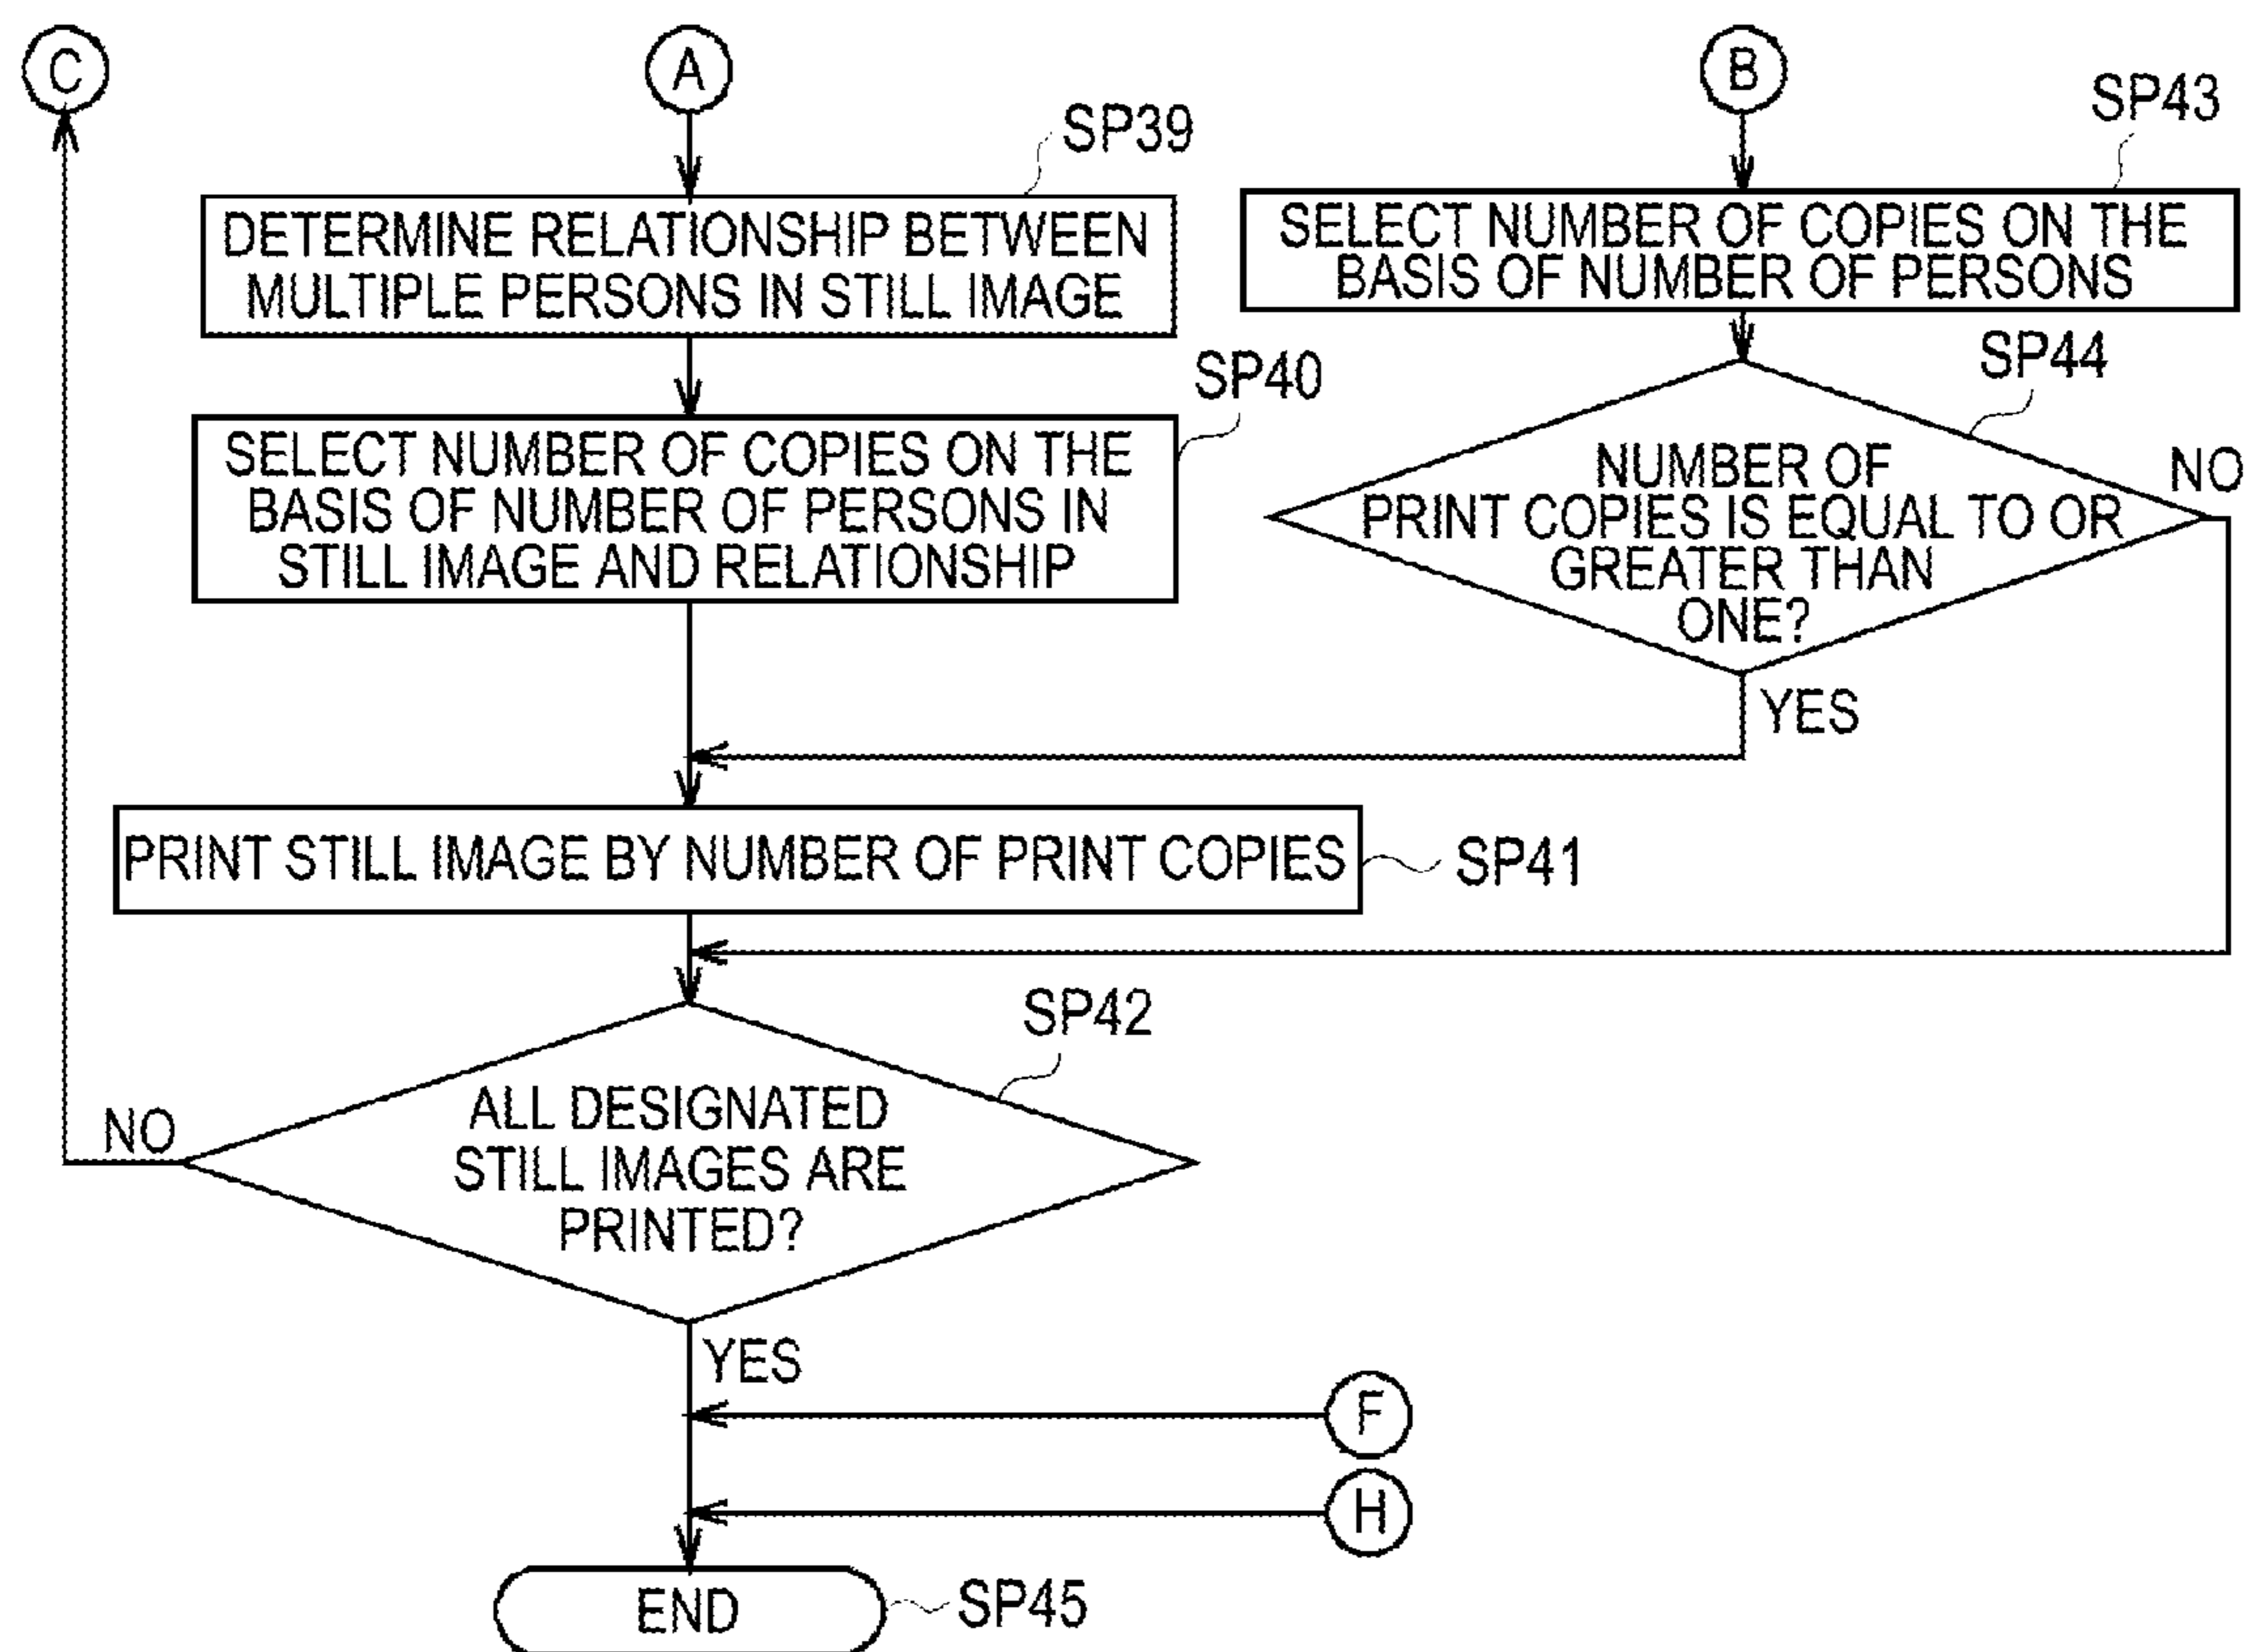 C
A
B
SP39
SP43
DETERMINE RELATIONSHIP BETWEEN
MULTIPLE PERSONS IN STILL IMAGE
SELECT NUMBER OF COPIES ON THE
BASIS OF NUMBER OF PERSONS
SP40
SP44
SELECT NUMBER OF COPIES ON THE
BASIS OF NUMBER OF PERSONS IN
STILL IMAGE AND RELATIONSHIP
NUMBER OF
PRINT COPIES IS EQUAL TO OR
GREATER THAN
ONE?
NO
YES
PRINT STILL IMAGE BY NUMBER OF PRINT COPIES
SP41
SP42
ALL DESIGNATED
STILL IMAGES ARE
PRINTED?
NO
YES
F
H
END
SP45